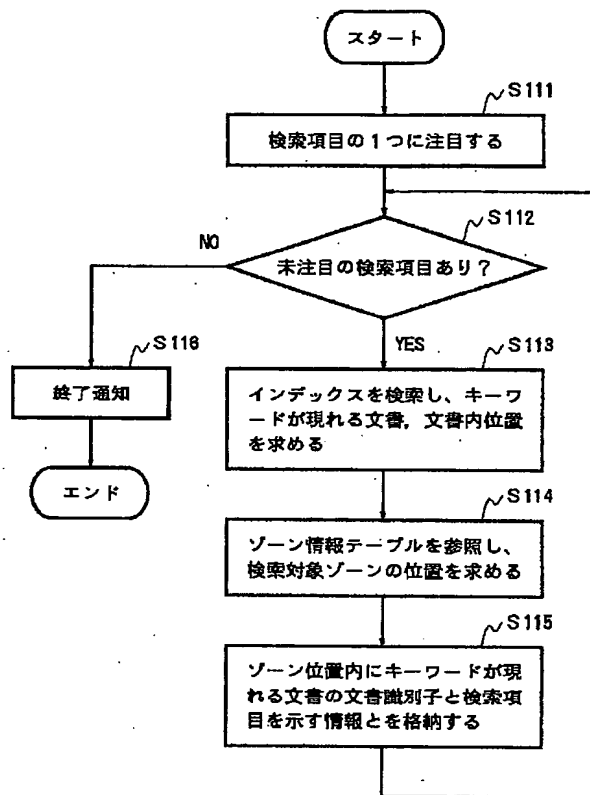 スタート
S111
検索項目の1つに注目する
S112
NO
未注目の検索項目あり？
YES
S116
終了通知
エンド
S113
インデックスを検索し、キーワ
ードが現れる文書，文書内位置
を求める
S114
ゾーン情報テーブルを参照し、
検索対象ゾーンの位置を求める
S115
ゾーン位置内にキーワードが現
れる文書の文書識別子と検索項
目を示す情報とを格納する